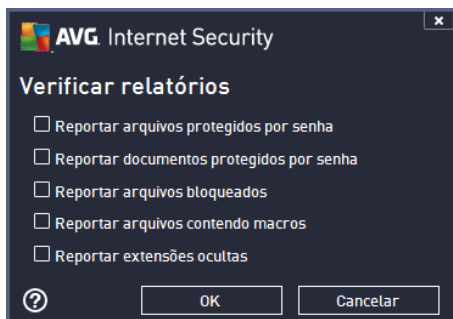 AVG. Internet Security
Verificar relatórios
Reportar arquivos protegidos por senha
Reportar documentos protegidos por senha
Reportar arquivos bloqueados
Reportar arquivos contendo macros
Reportar extensões ocultas
? OK Cancelar